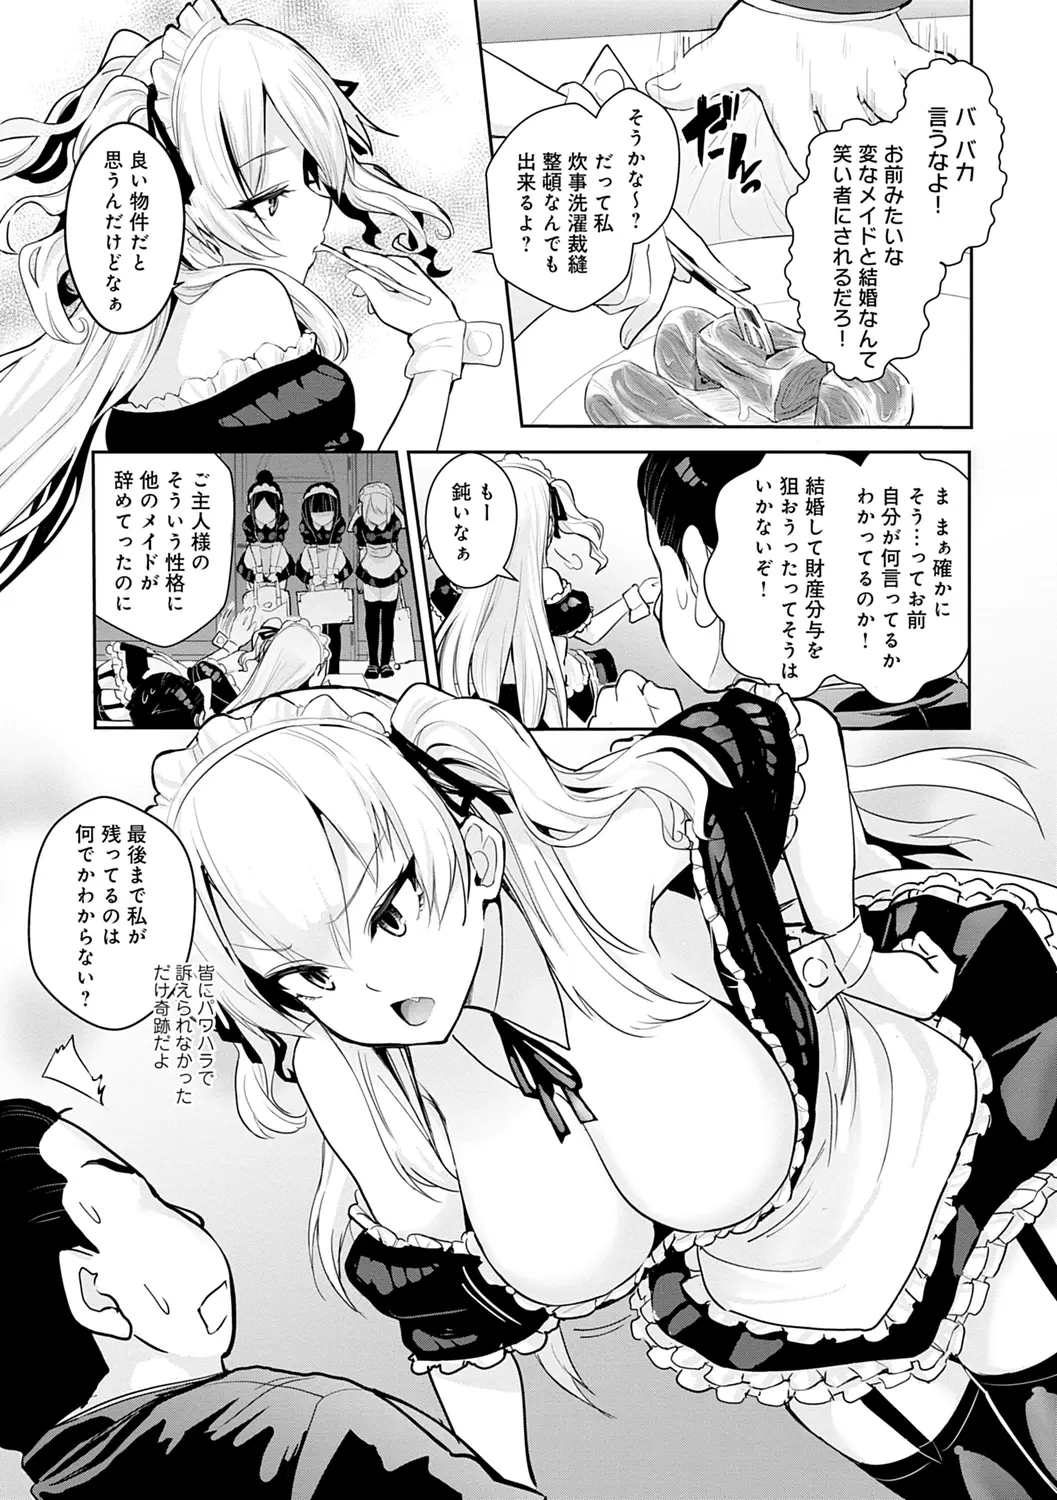 バ バカ
言うなよ！
お前みたいな
変なメイドと結婚なんて
笑い者にされるだろ！
ドキッ
そうかな〜？
だって私
炊事洗濯裁縫
整頓なんでも
出来るよ？
良い物件だと
思うんだけどなぁ
ま まぁ確かに
そう…ってお前
自分が何言ってるか
わかってるのか！
結婚して財産分与を
狙おうったってそうは
いかないぞ！
もー
鈍いなぁ
ご主人様の
そういう性格に
他のメイドが
辞めてったのに
最後まで私が
残ってるのは
何でかわからない？
皆にパワハラで
訴えられなかった
だけ奇跡だよ